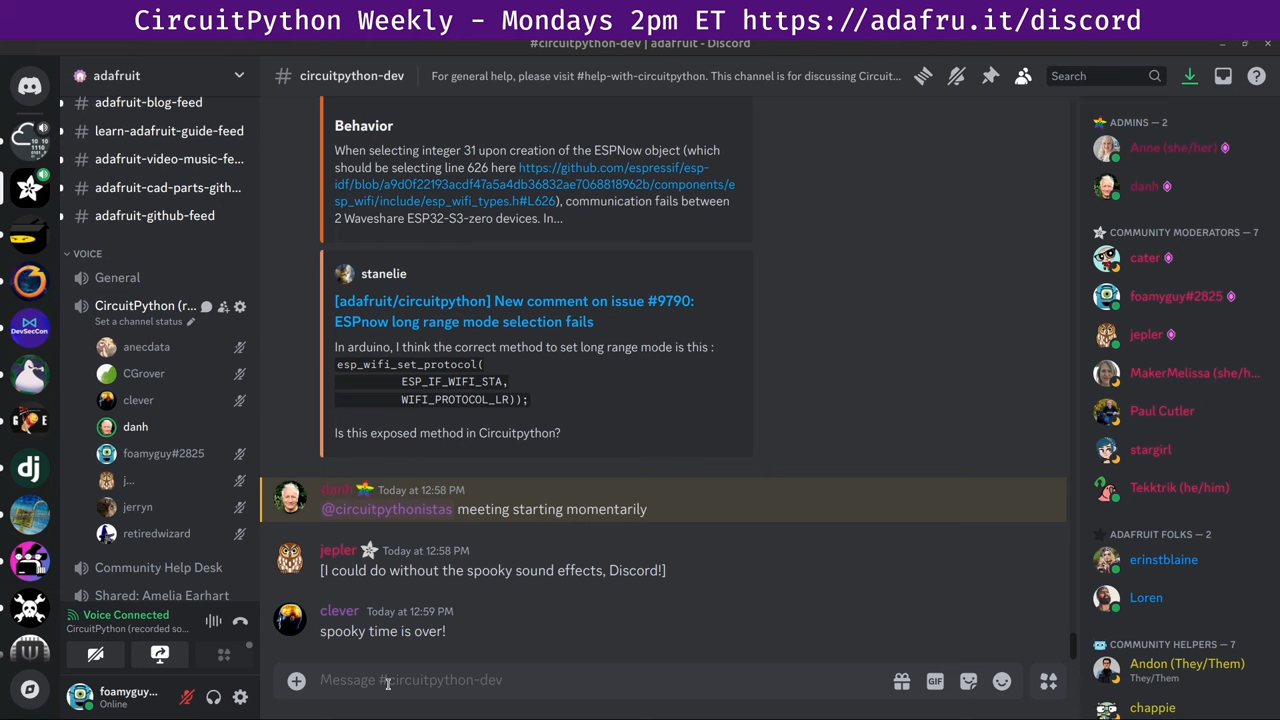 CircuitPython Weekly - Mondays 2pm ET https://adafru.it/discord
#circuitpython-dev | adafruit - Discord
adafruit
# circuitpython-dev
For general help, please visit #help-with-circuitpython. This channel is for discussing Circuit...
Search
# adafruit-blog-feed
# learn-adafruit-guide-feed
# adafruit-video-music-fe...
# adafruit-cad-parts-gith...
# adafruit-github-feed
VOICE
General
CircuitPython (r...
Set a channel status
anecdata
CGrover
clever
danh
foamyguy#2825
j...
jerryn
retiredwizard
Community Help Desk
Shared: Amelia Earhart
Voice Connected
CircuitPython (recorded so...
foamyguy...
Online
DevSecCon
dj
Behavior
When selecting integer 31 upon creation of the ESPNow object (which
should be selecting line 626 here https://github.com/espressif/esp-
idf/blob/a9d0f22193acdf47a5a4db36832ae7068818962b/components/e
sp_wifi/include/esp_wifi_types.h#L626), communication fails between
2 Waveshare ESP32-S3-zero devices. In...
stanelie
[adafruit/circuitpython] New comment on issue #9790:
ESPnow long range mode selection fails
In arduino, I think the correct method to set long range mode is this :
esp_wifi_set_protocol(
ESP_IF_WIFI_STA,
WIFI_PROTOCOL_LR));
Is this exposed method in Circuitpython?
danh Today at 12:58 PM
@circuitpythonistas meeting starting momentarily
jepler Today at 12:58 PM
[I could do without the spooky sound effects, Discord!]
clever Today at 12:59 PM
spooky time is over!
Message #circuitpython-dev
GIF
ADMINS — 2
Anne (she/her)
danh
COMMUNITY MODERATORS — 7
cater
foamyguy#2825
jepler
MakerMelissa (she/h...
Paul Cutler
stargirl
Tekktrik (he/him)
ADAFRUIT FOLKS — 2
erinstblaine
Loren
COMMUNITY HELPERS — 7
Andon (They/Them)
They/Them
chappie